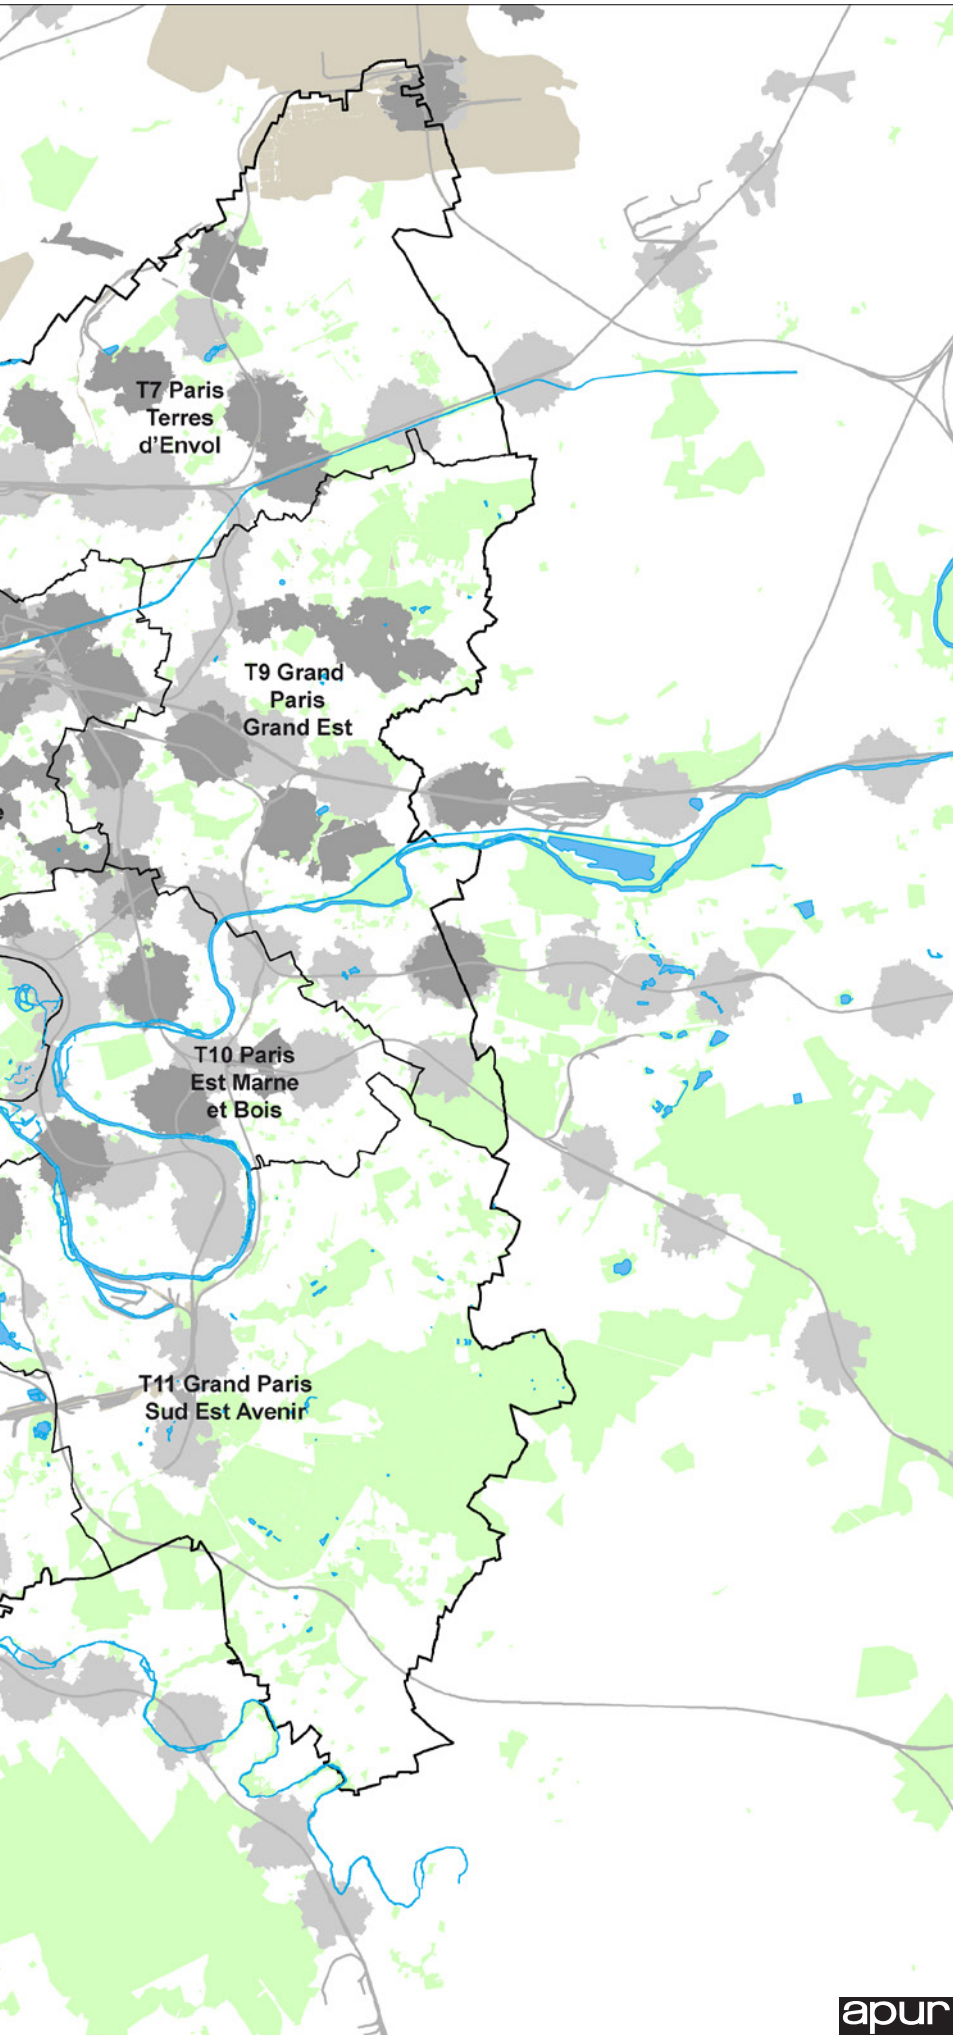 T7 Paris
Terres
d'Envol
T9 Grand
Paris
Grand Est
e
T10 Paris
Est Marne
et Bois
T11 Grand Paris
Sud Est Avenir
apur